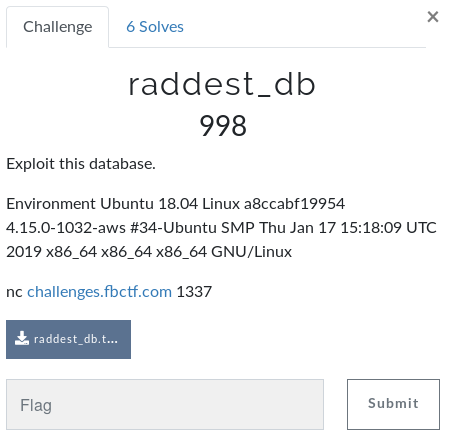 Challenge
6 Solves
×
raddest_db
998
Exploit this database.
Environment Ubuntu 18.04 Linux a8ccabf19954
4.15.0-1032-aws #34-Ubuntu SMP Thu Jan 17 15:18:09 UTC
2019 x86_64 x86_64 x86_64 GNU/Linux
nc challenges.fbctf.com 1337
raddest_db.t...
Flag
Submit